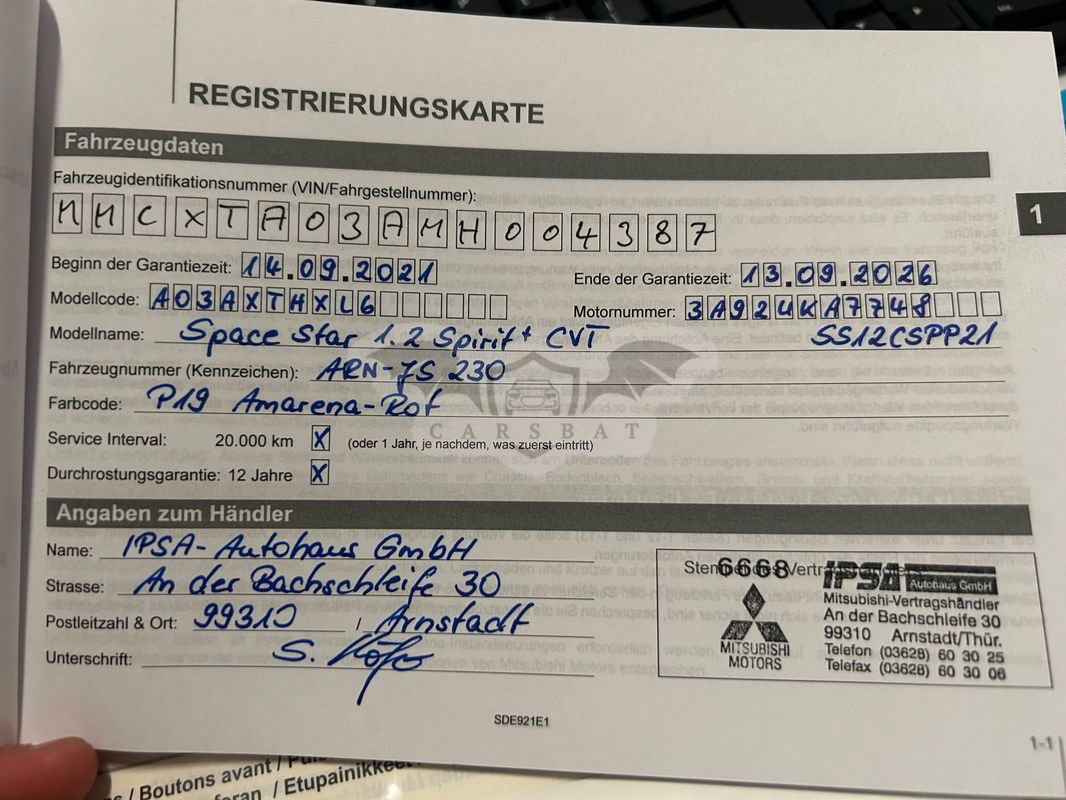 REGISTRIERUNGSKARTE
Fahrzeugdaten
Fahrzeugidentifikationsnummer (VIN/Fahrgestellnummer):
MMCXTA03AMH004387
1
Beginn der Garantiezeit: 14.09.2021 Ende der Garantiezeit: 13.09.2026
Modellcode: A03AXTHXL6 Motornummer: 3A92UKA7748
Modellname: Space Star 1.2 Spirit+ CVT SS12CSPP21
Fahrzeugnummer (Kennzeichen): ARN-JS 230
Farbcode: P19 Amarena-Rot
CARSBAT
Service Interval: 20.000 km X (oder 1 Jahr, je nachdem, was zuerst eintritt)
Durchrostungsgarantie: 12 Jahre X
Angaben zum Händler
Name: IPSA-Autohaus GmbH
Strasse: An der Bachschleife 30
Postleitzahl & Ort: 99310 / Arnstadt
Unterschrift: S.
6668
MITSUBISHI
MOTORS
IPSA Autohaus GmbH
Mitsubishi-Vertragshändler
An der Bachschleife 30
99310 Arnstadt/Thür.
Telefon (03628) 60 30 25
Telefax (03628) 60 30 06
SDE921E1
1-1
/ Boutons avant /
/ Etupainikkeet